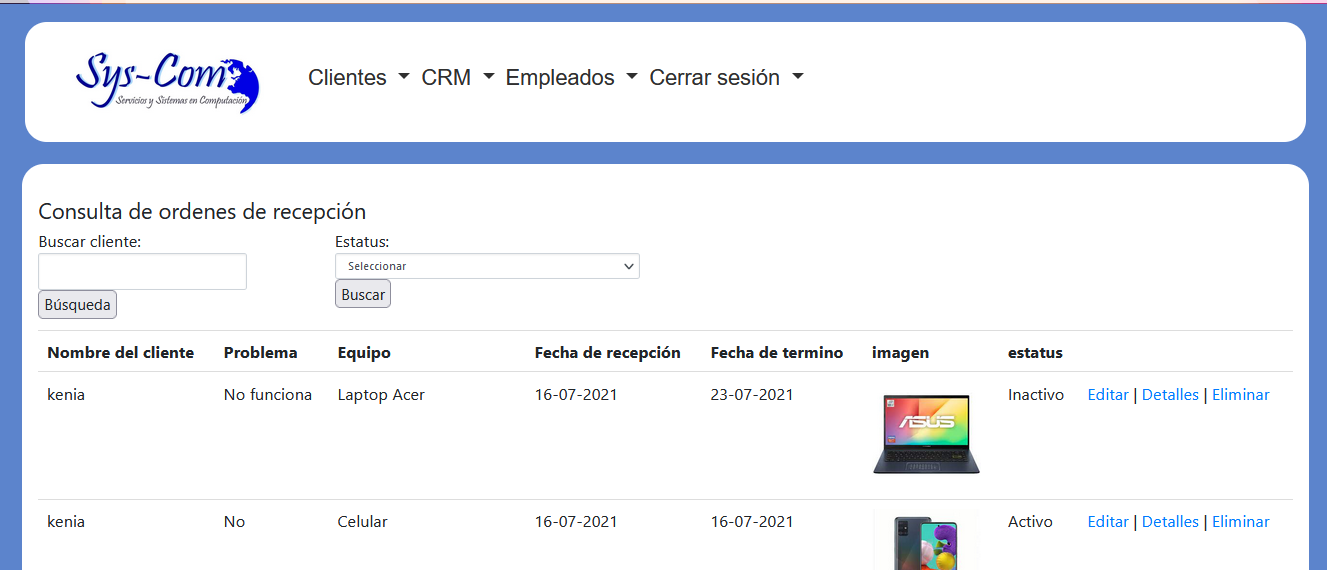 Sys-Com
Servicios y Sistemas en Computación
Clientes CRM Empleados Cerrar sesión
Consulta de ordenes de recepción
Buscar cliente: Estatus:
Seleccionar
Búsqueda Buscar
Nombre del cliente Problema Equipo Fecha de recepción Fecha de termino imagen estatus
kenia No funciona Laptop Acer 16-07-2021 23-07-2021 Inactivo Editar | Detalles | Eliminar
ASUS
kenia No Celular 16-07-2021 16-07-2021 Activo Editar | Detalles | Eliminar